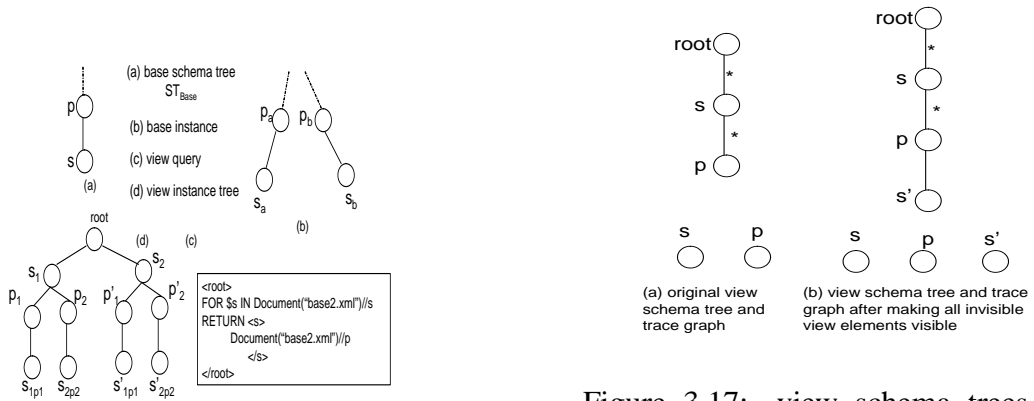 (a) base schema tree
ST_Base
p
s
(a)
(b) base instance
(c) view query
(d) view instance tree
p_a
p_b
s_a
s_b
(b)
root
(d)
(c)
s_1
s_2
p_1
p_2
p'_1
p'_2
s_1p1
s_2p2
s'_1p1
s'_2p2
<root>
FOR $s IN Document("base2.xml")//s
RETURN <s>
Document("base2.xml")//p
</s>
</root>
root
*
s
*
p
s
p
(a) original view
schema tree and
trace graph
root
*
s
*
p
s'
s
p
s'
(b) view schema tree and trace
graph after making all invisible
view elements visible
Figure 3.17: view schema trees